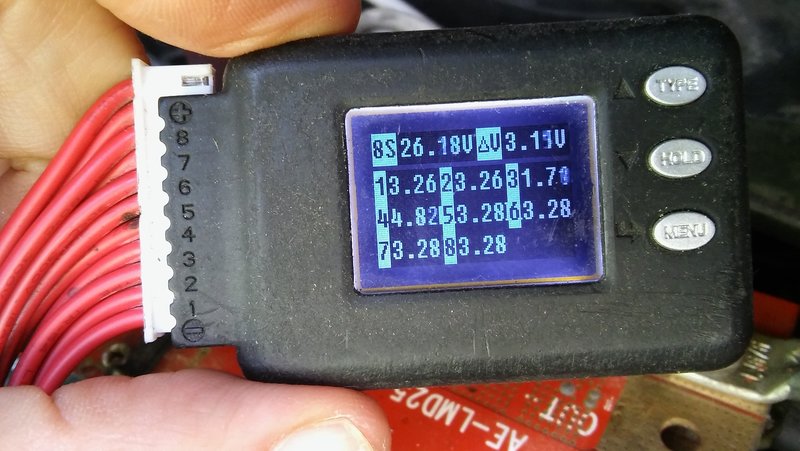 8S 26.18V ΔV 3.11V
1 3.26 2 3.26 3 1.71
4 4.82 5 3.28 6 3.28
7 3.28 8 3.28
TYPE
HOLD
MENU
8
7
6
5
4
3
2
1
OUT
AE-LMD25